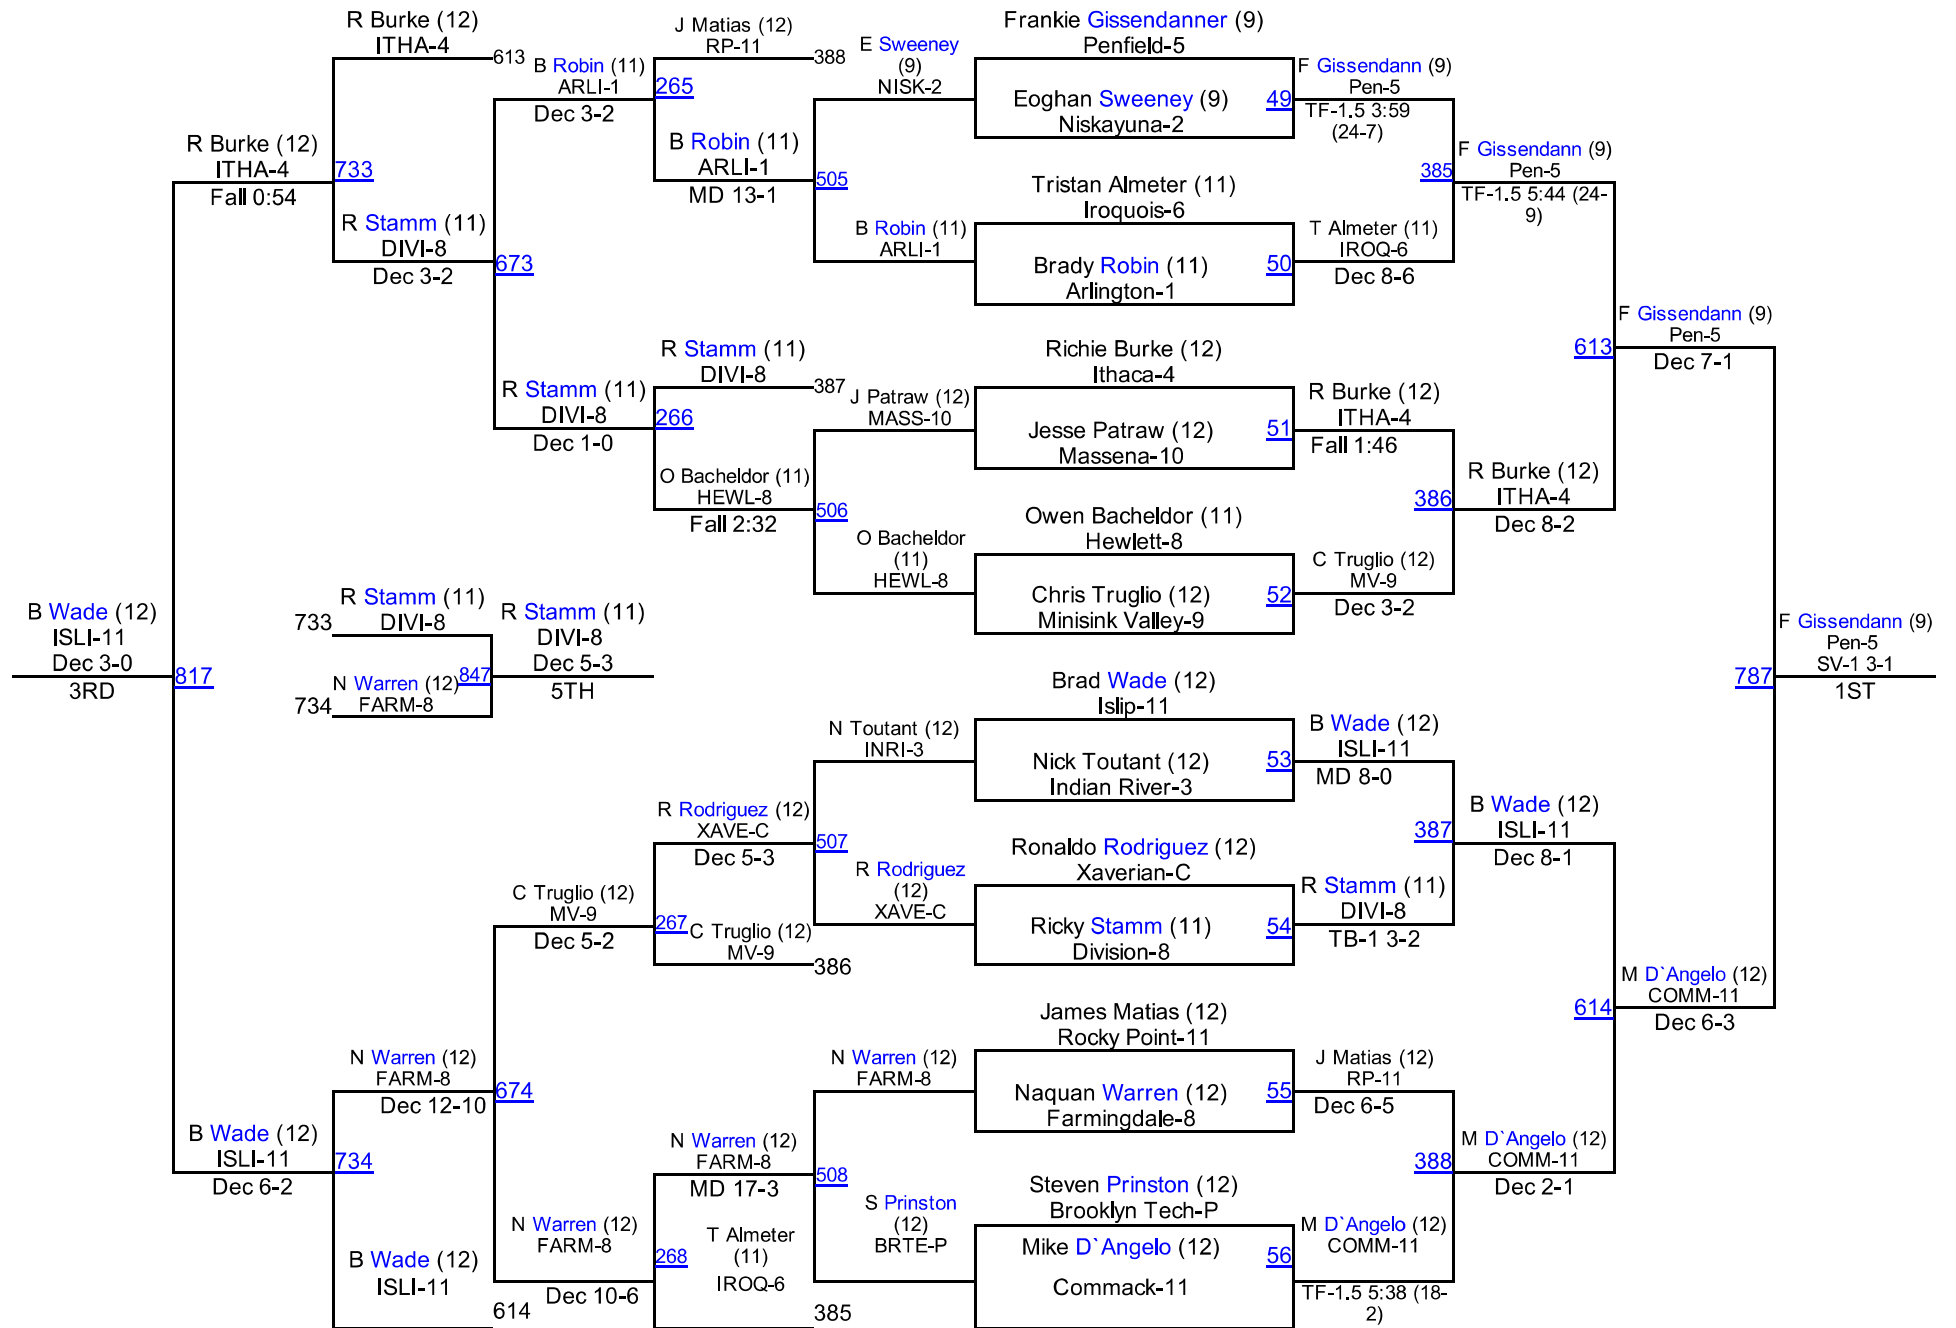 R Burke (12)
ITHA-4
613
R Burke (12)
ITHA-4
Fall 0:54
733
R Stamm (11)
DIVI-8
Dec 3-2
673
B Robin (11)
ARLI-1
Dec 3-2
J Matias (12)
RP-11
388
265
B Robin (11)
ARLI-1
MD 13-1
505
E Sweeney
(9)
NISK-2
B Robin (11)
ARLI-1
R Stamm (11)
DIVI-8
Dec 1-0
R Stamm (11)
DIVI-8
387
266
O Bacheldor (11)
HEWL-8
Fall 2:32
506
J Patraw (12)
MASS-10
O Bacheldor
(11)
HEWL-8
Frankie Gissendanner (9)
Penfield-5
Eoghan Sweeney (9)
Niskayuna-2
49
Tristan Almeter (11)
Iroquois-6
Brady Robin (11)
Arlington-1
50
Richie Burke (12)
Ithaca-4
Jesse Patraw (12)
Massena-10
51
Owen Bacheldor (11)
Hewlett-8
Chris Truglio (12)
Minisink Valley-9
52
F Gissendann (9)
Pen-5
TF-1.5 3:59
(24-7)
385
T Almeter (11)
IROQ-6
Dec 8-6
F Gissendann (9)
Pen-5
TF-1.5 5:44 (24-
9)
R Burke (12)
ITHA-4
Fall 1:46
386
C Truglio (12)
MV-9
Dec 3-2
R Burke (12)
ITHA-4
Dec 8-2
613
F Gissendann (9)
Pen-5
Dec 7-1
B Wade (12)
ISLI-11
Dec 3-0
3RD
817
733
R Stamm (11)
DIVI-8
734
N Warren (12)
FARM-8
847
R Stamm (11)
DIVI-8
Dec 5-3
5TH
787
F Gissendann (9)
Pen-5
SV-1 3-1
1ST
B Wade (12)
ISLI-11
Dec 6-2
734
N Warren (12)
FARM-8
Dec 12-10
674
B Wade (12)
ISLI-11
614
C Truglio (12)
MV-9
Dec 5-2
R Rodriguez (12)
XAVE-C
Dec 5-3
507
267
C Truglio (12)
MV-9
386
N Toutant (12)
INRI-3
R Rodriguez
(12)
XAVE-C
N Warren (12)
FARM-8
Dec 10-6
268
N Warren (12)
FARM-8
MD 17-3
508
T Almeter
(11)
IROQ-6
385
N Warren (12)
FARM-8
S Prinston
(12)
BRTE-P
Brad Wade (12)
Islip-11
Nick Toutant (12)
Indian River-3
53
Ronaldo Rodriguez (12)
Xaverian-C
Ricky Stamm (11)
Division-8
54
James Matias (12)
Rocky Point-11
Naquan Warren (12)
Farmingdale-8
55
Steven Prinston (12)
Brooklyn Tech-P
Mike D`Angelo (12)
Commack-11
56
B Wade (12)
ISLI-11
MD 8-0
387
R Stamm (11)
DIVI-8
TB-1 3-2
B Wade (12)
ISLI-11
Dec 8-1
J Matias (12)
RP-11
Dec 6-5
388
M D`Angelo (12)
COMM-11
TF-1.5 5:38 (18-
2)
M D`Angelo (12)
COMM-11
Dec 2-1
614
M D`Angelo (12)
COMM-11
Dec 6-3